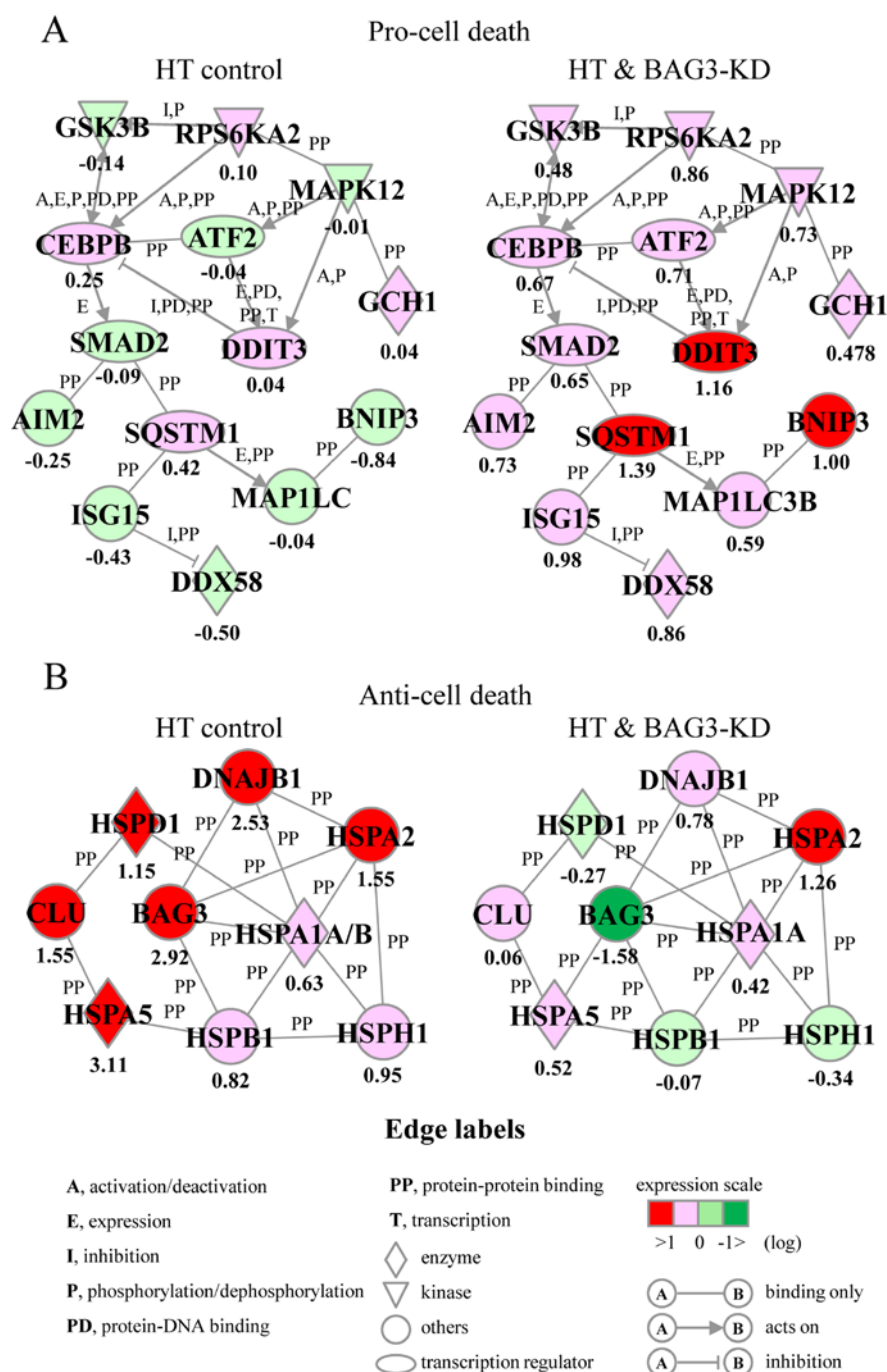 A
Pro-cell death
HT control
HT & BAG3-KD
GSK3B
-0.14
I,P
RPS6KA2
0.10
PP
MAPK12
-0.01
A,E,P,PD,PP
A,P,PP
A,P,PP
CEBPB
0.25
PP
ATF2
-0.04
A,P
PP
GCH1
0.04
E
I,PD,PP
E,PD,
PP,T
SMAD2
-0.09
DDIT3
0.04
PP
PP
AIM2
-0.25
SQSTM1
0.42
BNIP3
-0.84
PP
E,PP
PP
ISG15
-0.43
MAP1LC
-0.04
I,PP
DDX58
-0.50
GSK3B
0.48
I,P
RPS6KA2
0.86
PP
MAPK12
0.73
A,E,P,PD,PP
A,P,PP
A,P,PP
CEBPB
0.67
PP
ATF2
0.71
A,P
PP
GCH1
0.478
E
I,PD,PP
E,PD,
PP,T
SMAD2
0.65
DDIT3
1.16
PP
PP
AIM2
0.73
SQSTM1
1.39
BNIP3
1.00
PP
E,PP
PP
ISG15
0.98
MAP1LC3B
0.59
I,PP
DDX58
0.86
B
Anti-cell death
HT control
HT & BAG3-KD
DNAJB1
2.53
PP
HSPD1
1.15
PP
PP
PP
HSPA2
1.55
PP
PP
CLU
1.55
BAG3
2.92
PP
HSPA1A/B
0.63
PP
PP
PP
PP
PP
HSPA5
3.11
PP
HSPB1
0.82
PP
HSPH1
0.95
DNAJB1
0.78
PP
HSPD1
-0.27
PP
PP
PP
HSPA2
1.26
PP
PP
CLU
0.06
BAG3
-1.58
PP
HSPA1A
0.42
PP
PP
PP
PP
PP
PP
HSPA5
0.52
PP
HSPB1
-0.07
PP
HSPH1
-0.34
Edge labels
A, activation/deactivation
E, expression
I, inhibition
P, phosphorylation/dephosphorylation
PD, protein-DNA binding
PP, protein-protein binding
T, transcription
enzyme
kinase
others
transcription regulator
expression scale
>1 0 -1> (log)
A B binding only
A B acts on
A B inhibition